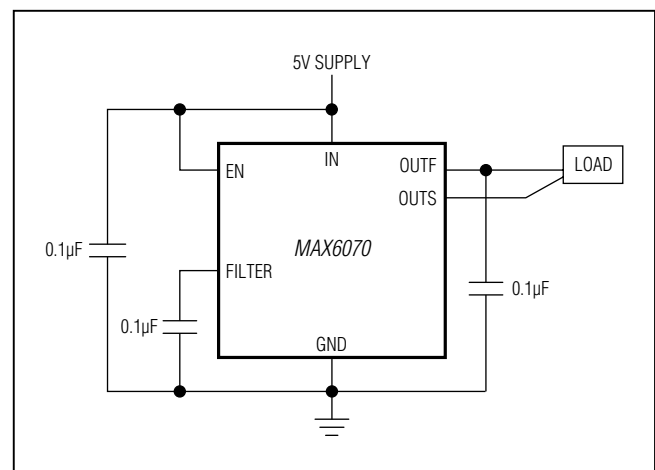 5V SUPPLY
IN
EN
OUTF
LOAD
OUTS
MAX6070
0.1µF
FILTER
0.1µF
0.1µF
GND